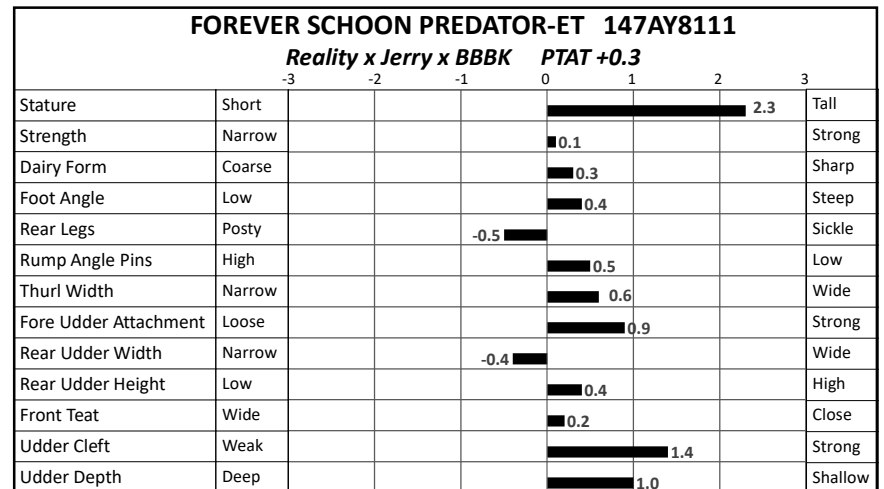 FOREVER SCHOON PREDATOR-ET 147AY8111
Reality x Jerry x BBBK PTAT +0.3
-3 -2 -1 0 1 2 3
Stature Short 2.3 Tall
Strength Narrow 0.1 Strong
Dairy Form Coarse 0.3 Sharp
Foot Angle Low 0.4 Steep
Rear Legs Posty -0.5 Sickle
Rump Angle Pins High 0.5 Low
Thurl Width Narrow 0.6 Wide
Fore Udder Attachment Loose 0.9 Strong
Rear Udder Width Narrow -0.4 Wide
Rear Udder Height Low 0.4 High
Front Teat Wide 0.2 Close
Udder Cleft Weak 1.4 Strong
Udder Depth Deep 1.0 Shallow